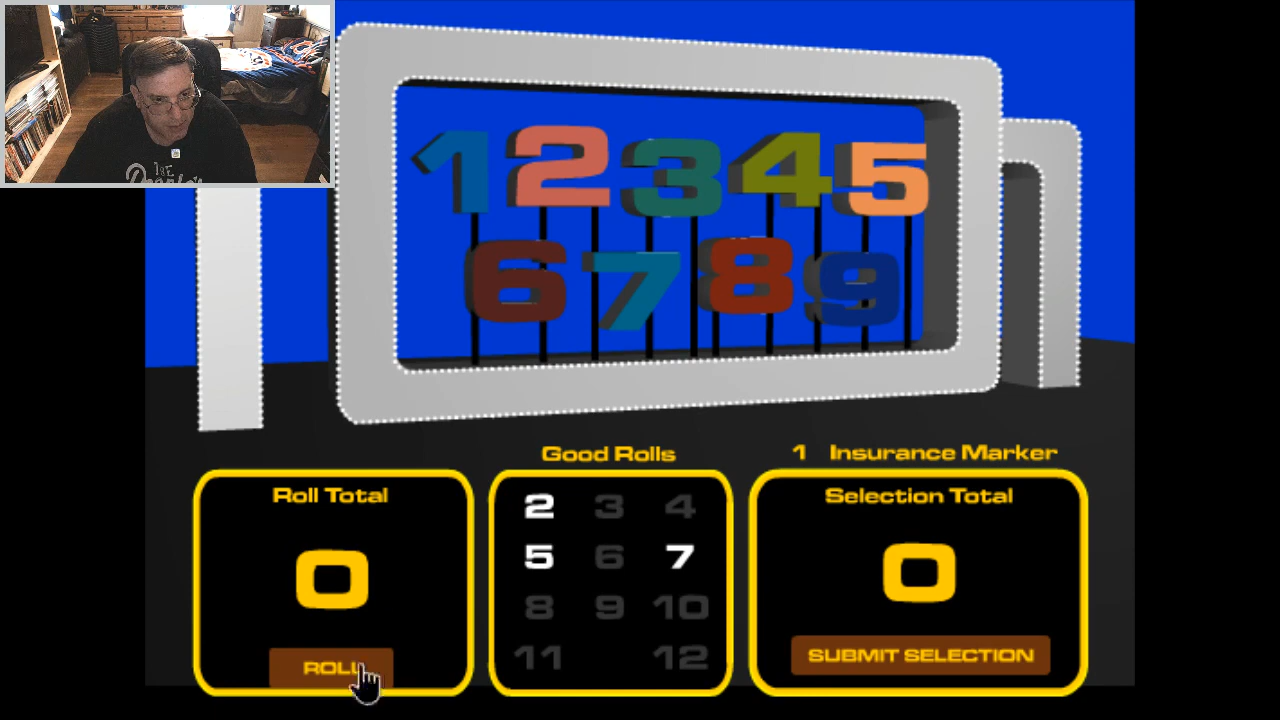 1 2 3 4 5
6 7 8 9
Good Rolls
1 Insurance Marker
Roll Total
0
ROLL
2 3 4
5 6 7
8 9 10
11 12
Selection Total
0
SUBMIT SELECTION
THE